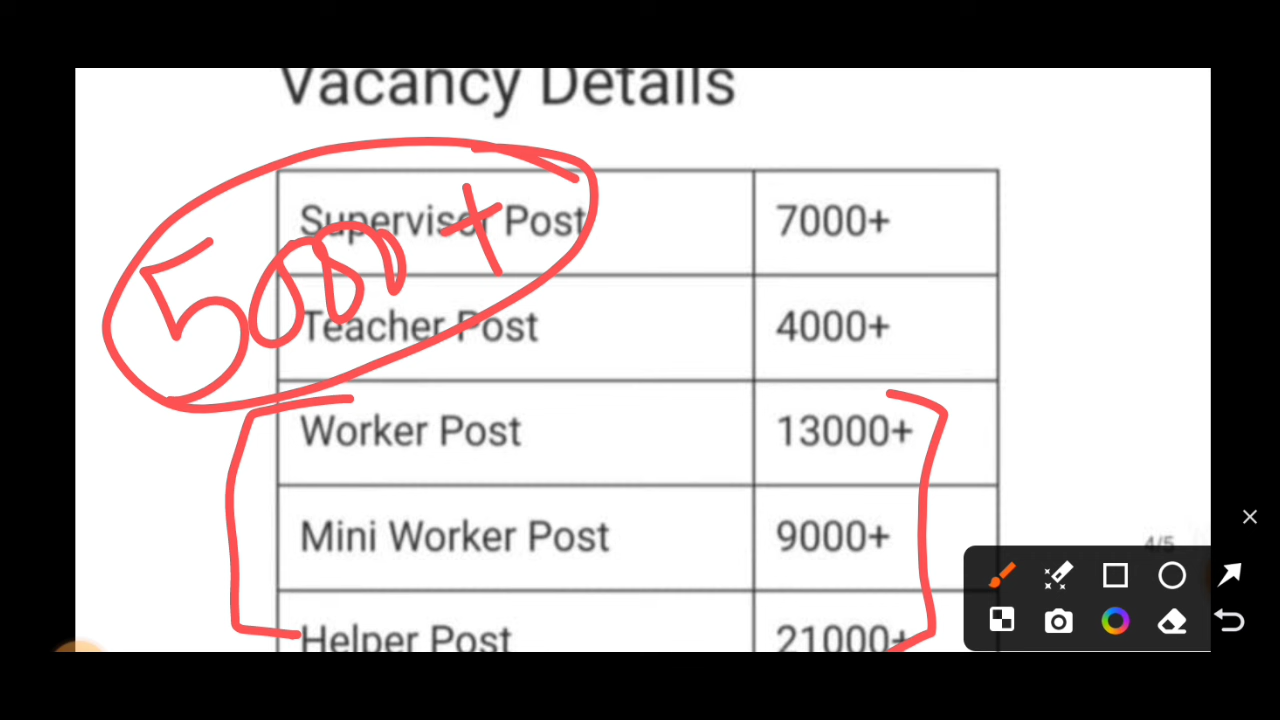 Vacancy Details
Supervisor Post 7000+
5000+
Teacher Post 4000+
Worker Post 13000+
Mini Worker Post 9000+
4/5
Helper Post 21000+